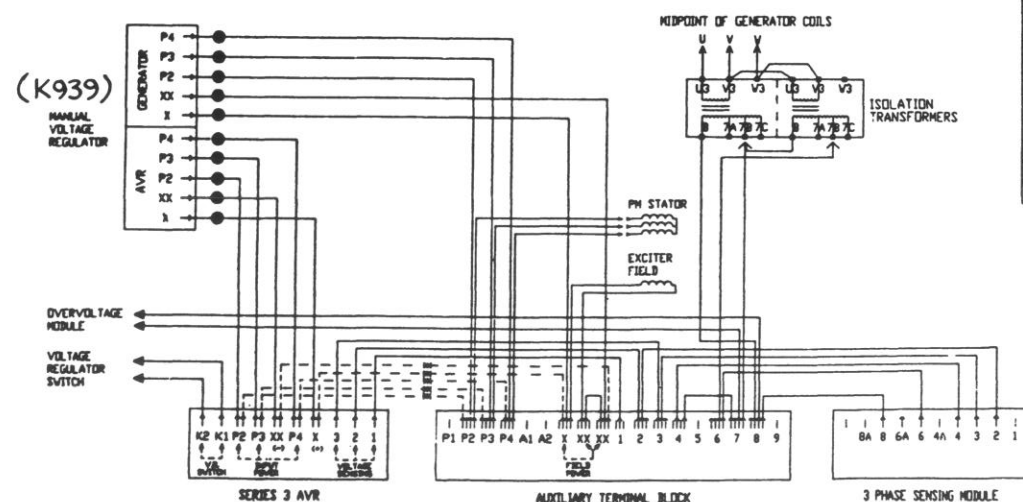 MIDPOINT OF GENERATOR COILS
U V V
P4
P3
P2
XX
X
GENERATOR
(K939)
MANUAL
VOLTAGE
REGULATOR
P4
P3
P2
XX
X
AVR
U3 V3 V3 U3 V3 V3
8 7A 7B 7C 8 7A 7B 7C
ISOLATION
TRANSFORMERS
PM STATOR
EXCITER
FIELD
OVERVOLTAGE
MODULE
VOLTAGE
REGULATOR
SWITCH
K2 K1 P2 P3 XX P4 X 3 2 1
(-) (+)
V.R. SWITCH
INPUT
POWER
VOLTAGE
SENSING
SERIES 3 AVR
P1 P2 P3 P4 A1 A2 X XX XX 1 2 3 4 5 6 7 8 9
FIELD
POWER
AUXILIARY TERMINAL BLOCK
8A 8 6A 6 4A 4 3 2 1
3 PHASE SENSING MODULE